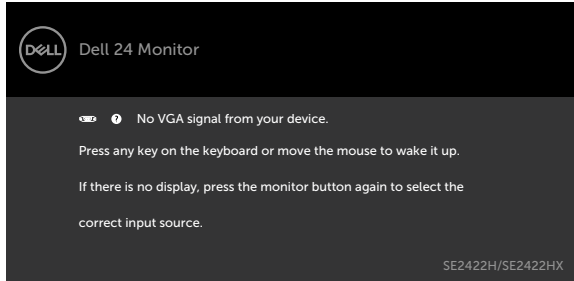 DELL Dell 24 Monitor
? No VGA signal from your device.
Press any key on the keyboard or move the mouse to wake it up.
If there is no display, press the monitor button again to select the
correct input source.
SE2422H/SE2422HX